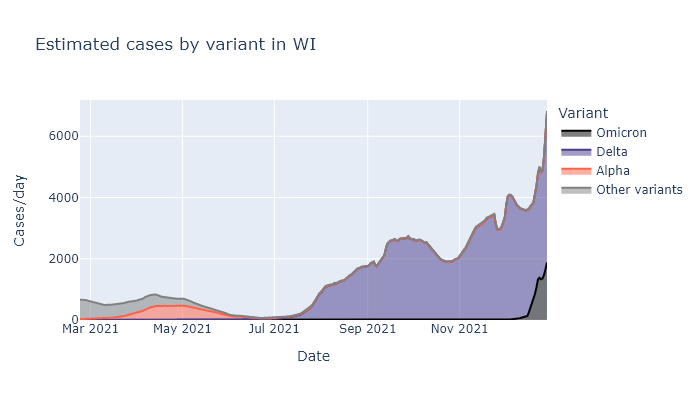 Estimated cases by variant in WI
Variant
Omicron
Delta
Alpha
Other variants
Cases/day
6000
4000
2000
0
Mar 2021
May 2021
Jul 2021
Sep 2021
Nov 2021
Date